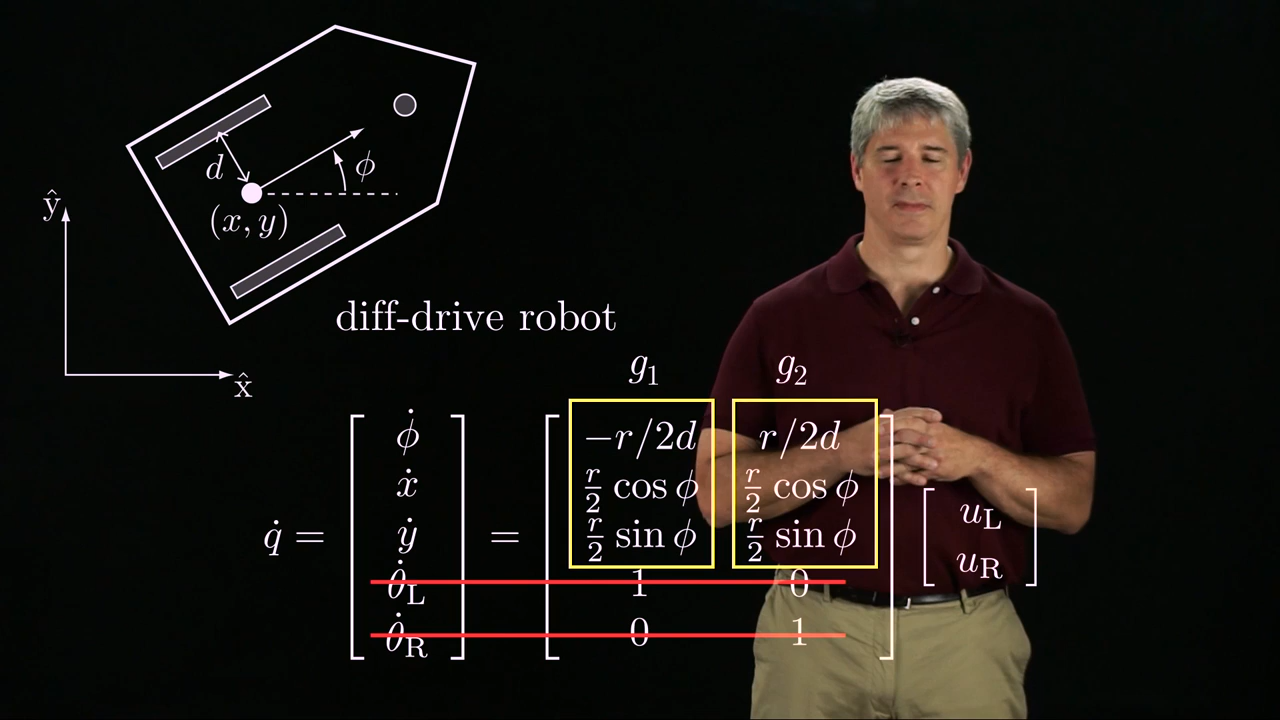 d
ϕ
(x, y)
ŷ
x̂
diff-drive robot
g₁ g₂
q̇ = [ ϕ̇ ẋ ẏ θ̇_L θ̇_R ] = [ −r/2d r/2d
r/2 cos ϕ r/2 cos ϕ
r/2 sin ϕ r/2 sin ϕ
1 0
0 1 ] [ u_L
u_R ]